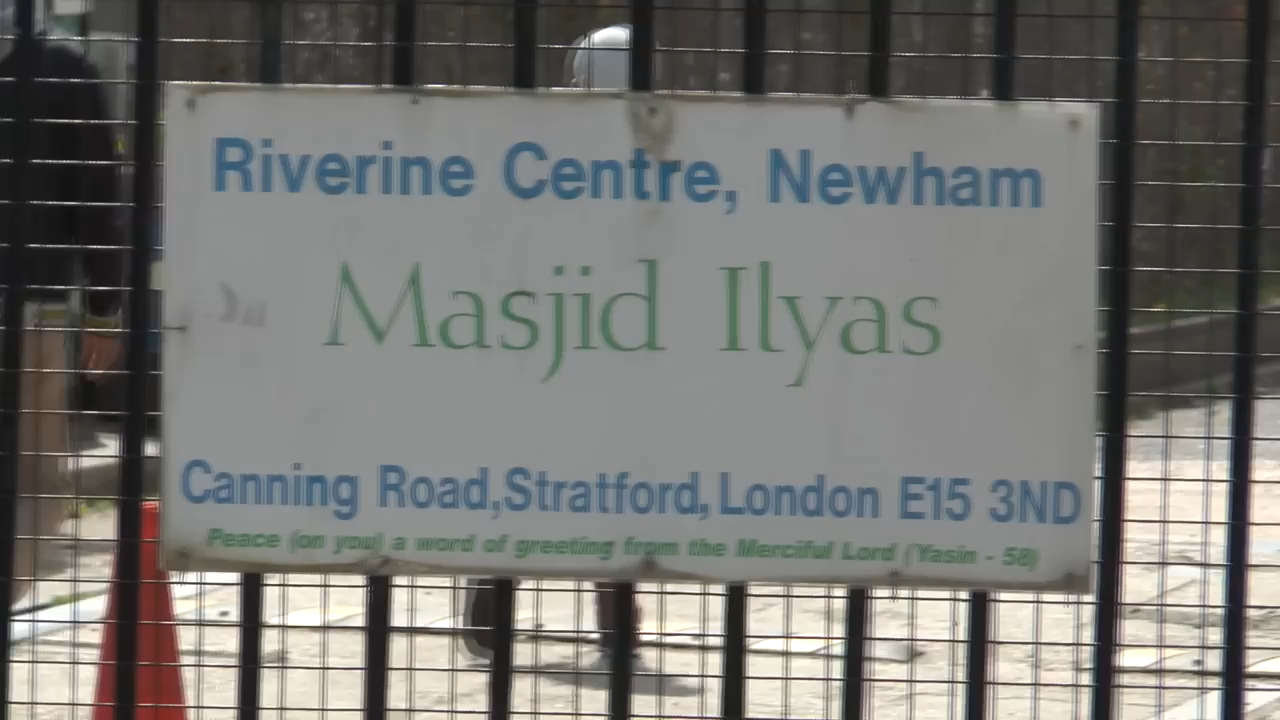 Riverine Centre, Newham
Masjid Ilyas
Canning Road,Stratford,London E15 3ND
Peace (on you) a word of greeting from the Merciful Lord (Yasin - 58)